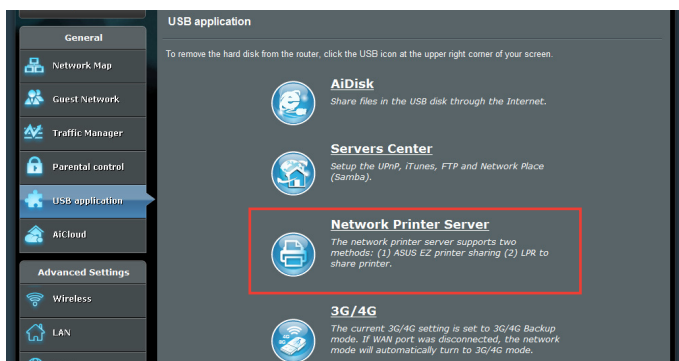 USB application
General
To remove the hard disk from the router, click the USB icon at the upper right corner of your screen.
Network Map
Guest Network
Traffic Manager
Parental control
USB application
AiCloud
Advanced Settings
Wireless
LAN
AiDisk
Share files in the USB disk through the Internet.
Servers Center
Setup the UPnP, iTunes, FTP and Network Place
(Samba).
Network Printer Server
The network printer server supports two
methods: (1) ASUS EZ printer sharing (2) LPR to
share printer.
3G/4G
The current 3G/4G setting is set to 3G/4G Backup
mode. If WAN port was disconnected, the network
mode will automatically turn to 3G/4G mode.